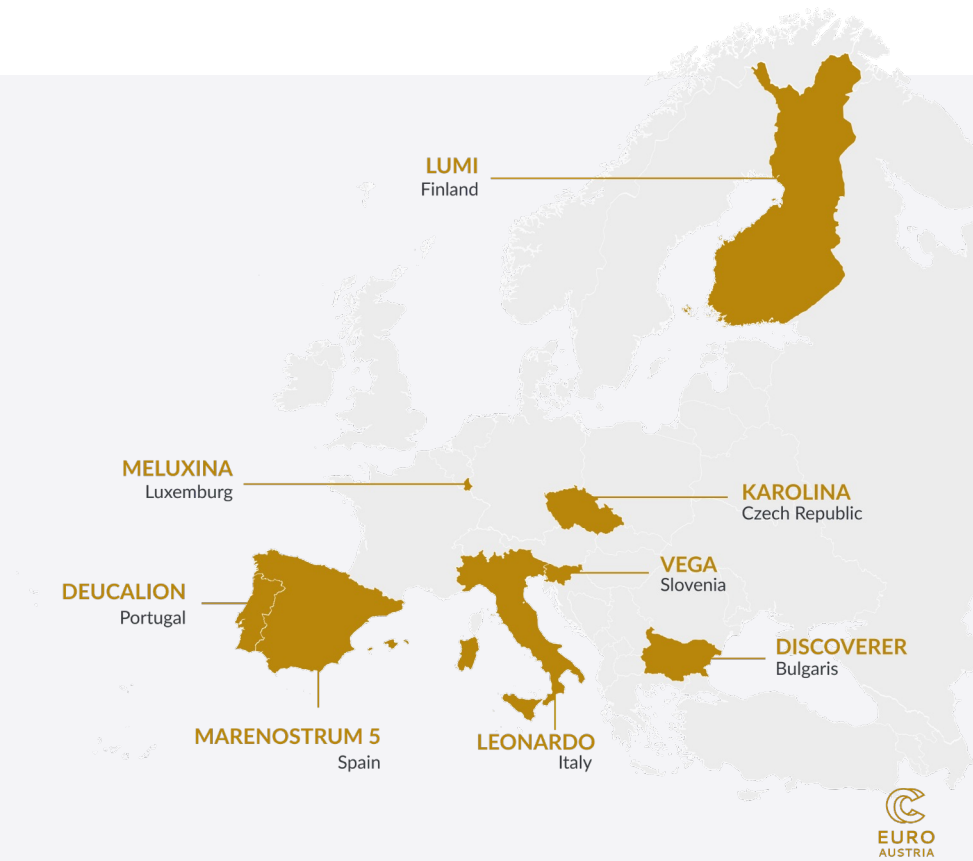 LUMI
Finland
MELUXINA
Luxemburg
KAROLINA
Czech Republic
VEGA
Slovenia
DEUCALION
Portugal
DISCOVERER
Bulgaris
MARENOSTRUM 5
Spain
LEONARDO
Italy
EURO
AUSTRIA